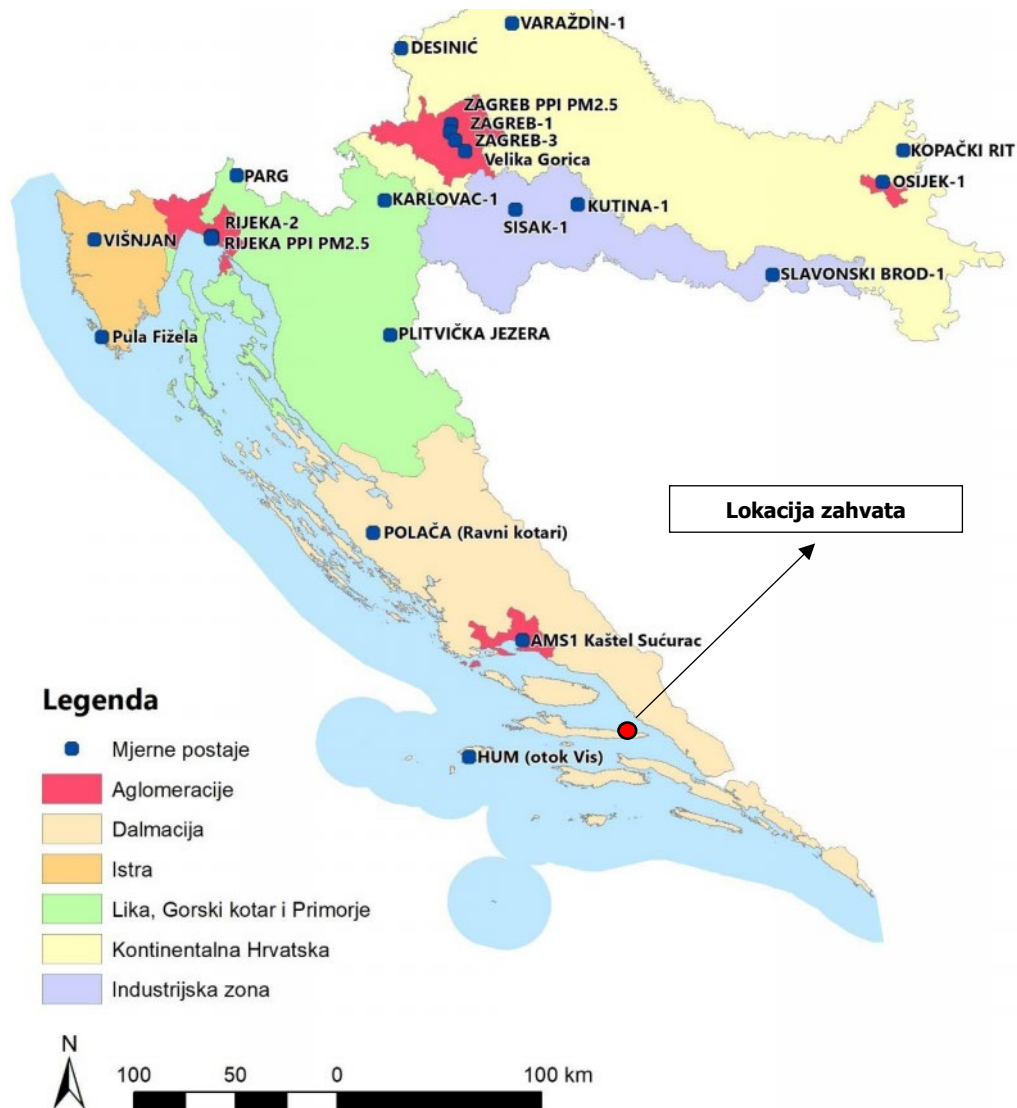 VARAŽDIN-1
DESINIĆ
ZAGREB PPI PM2.5
ZAGREB-1
ZAGREB-3
Velika Gorica
KOPAČKI RIT
OSIJEK-1
PARG
KARLOVAC-1
KUTINA-1
SISAK-1
RIJEKA-2
RIJEKA PPI PM2.5
VIŠNJAN
SLAVONSKI BROD-1
Pula Fižela
PLITVIČKA JEZERA
Lokacija zahvata
POLAČA (Ravni kotari)
AMS1 Kaštel Sućurac
HUM (otok Vis)
Legenda
Mjerne postaje
Aglomeracije
Dalmacija
Istra
Lika, Gorski kotar i Primorje
Kontinentalna Hrvatska
Industrijska zona
N
100 50 0 100 km